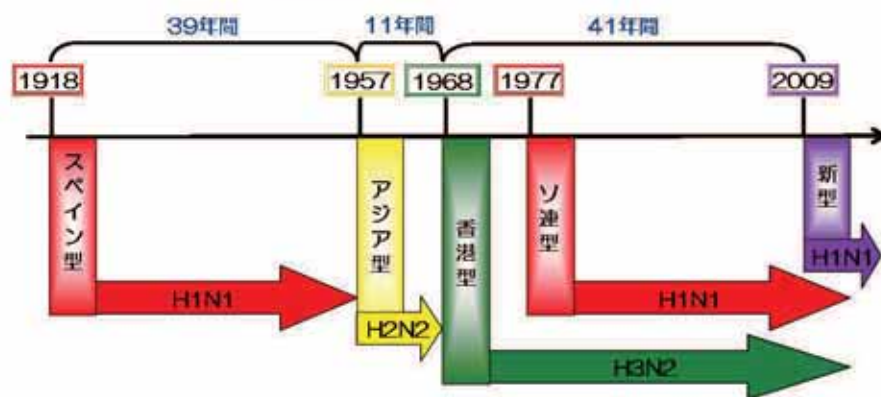 39年間 11年間 41年間
1918 1957 1968 1977 2009
スペイン型
アジア型
香港型
ソ連型
新型
H1N1
H1N1
H1N1
H2N2
H3N2